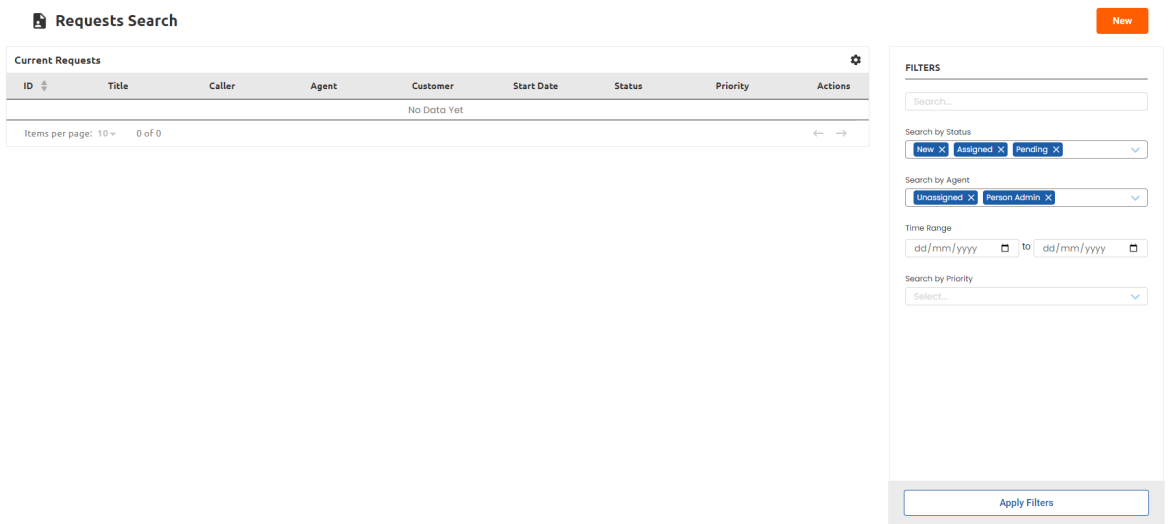 Requests Search
New
Current Requests
ID Title Caller Agent Customer Start Date Status Priority Actions
No Data Yet
Items per page: 10 0 of 0
FILTERS
Search...
Search by Status
New Assigned Pending
Search by Agent
Unassigned Person Admin
Time Range
dd/mm/yyyy to dd/mm/yyyy
Search by Priority
Select...
Apply Filters